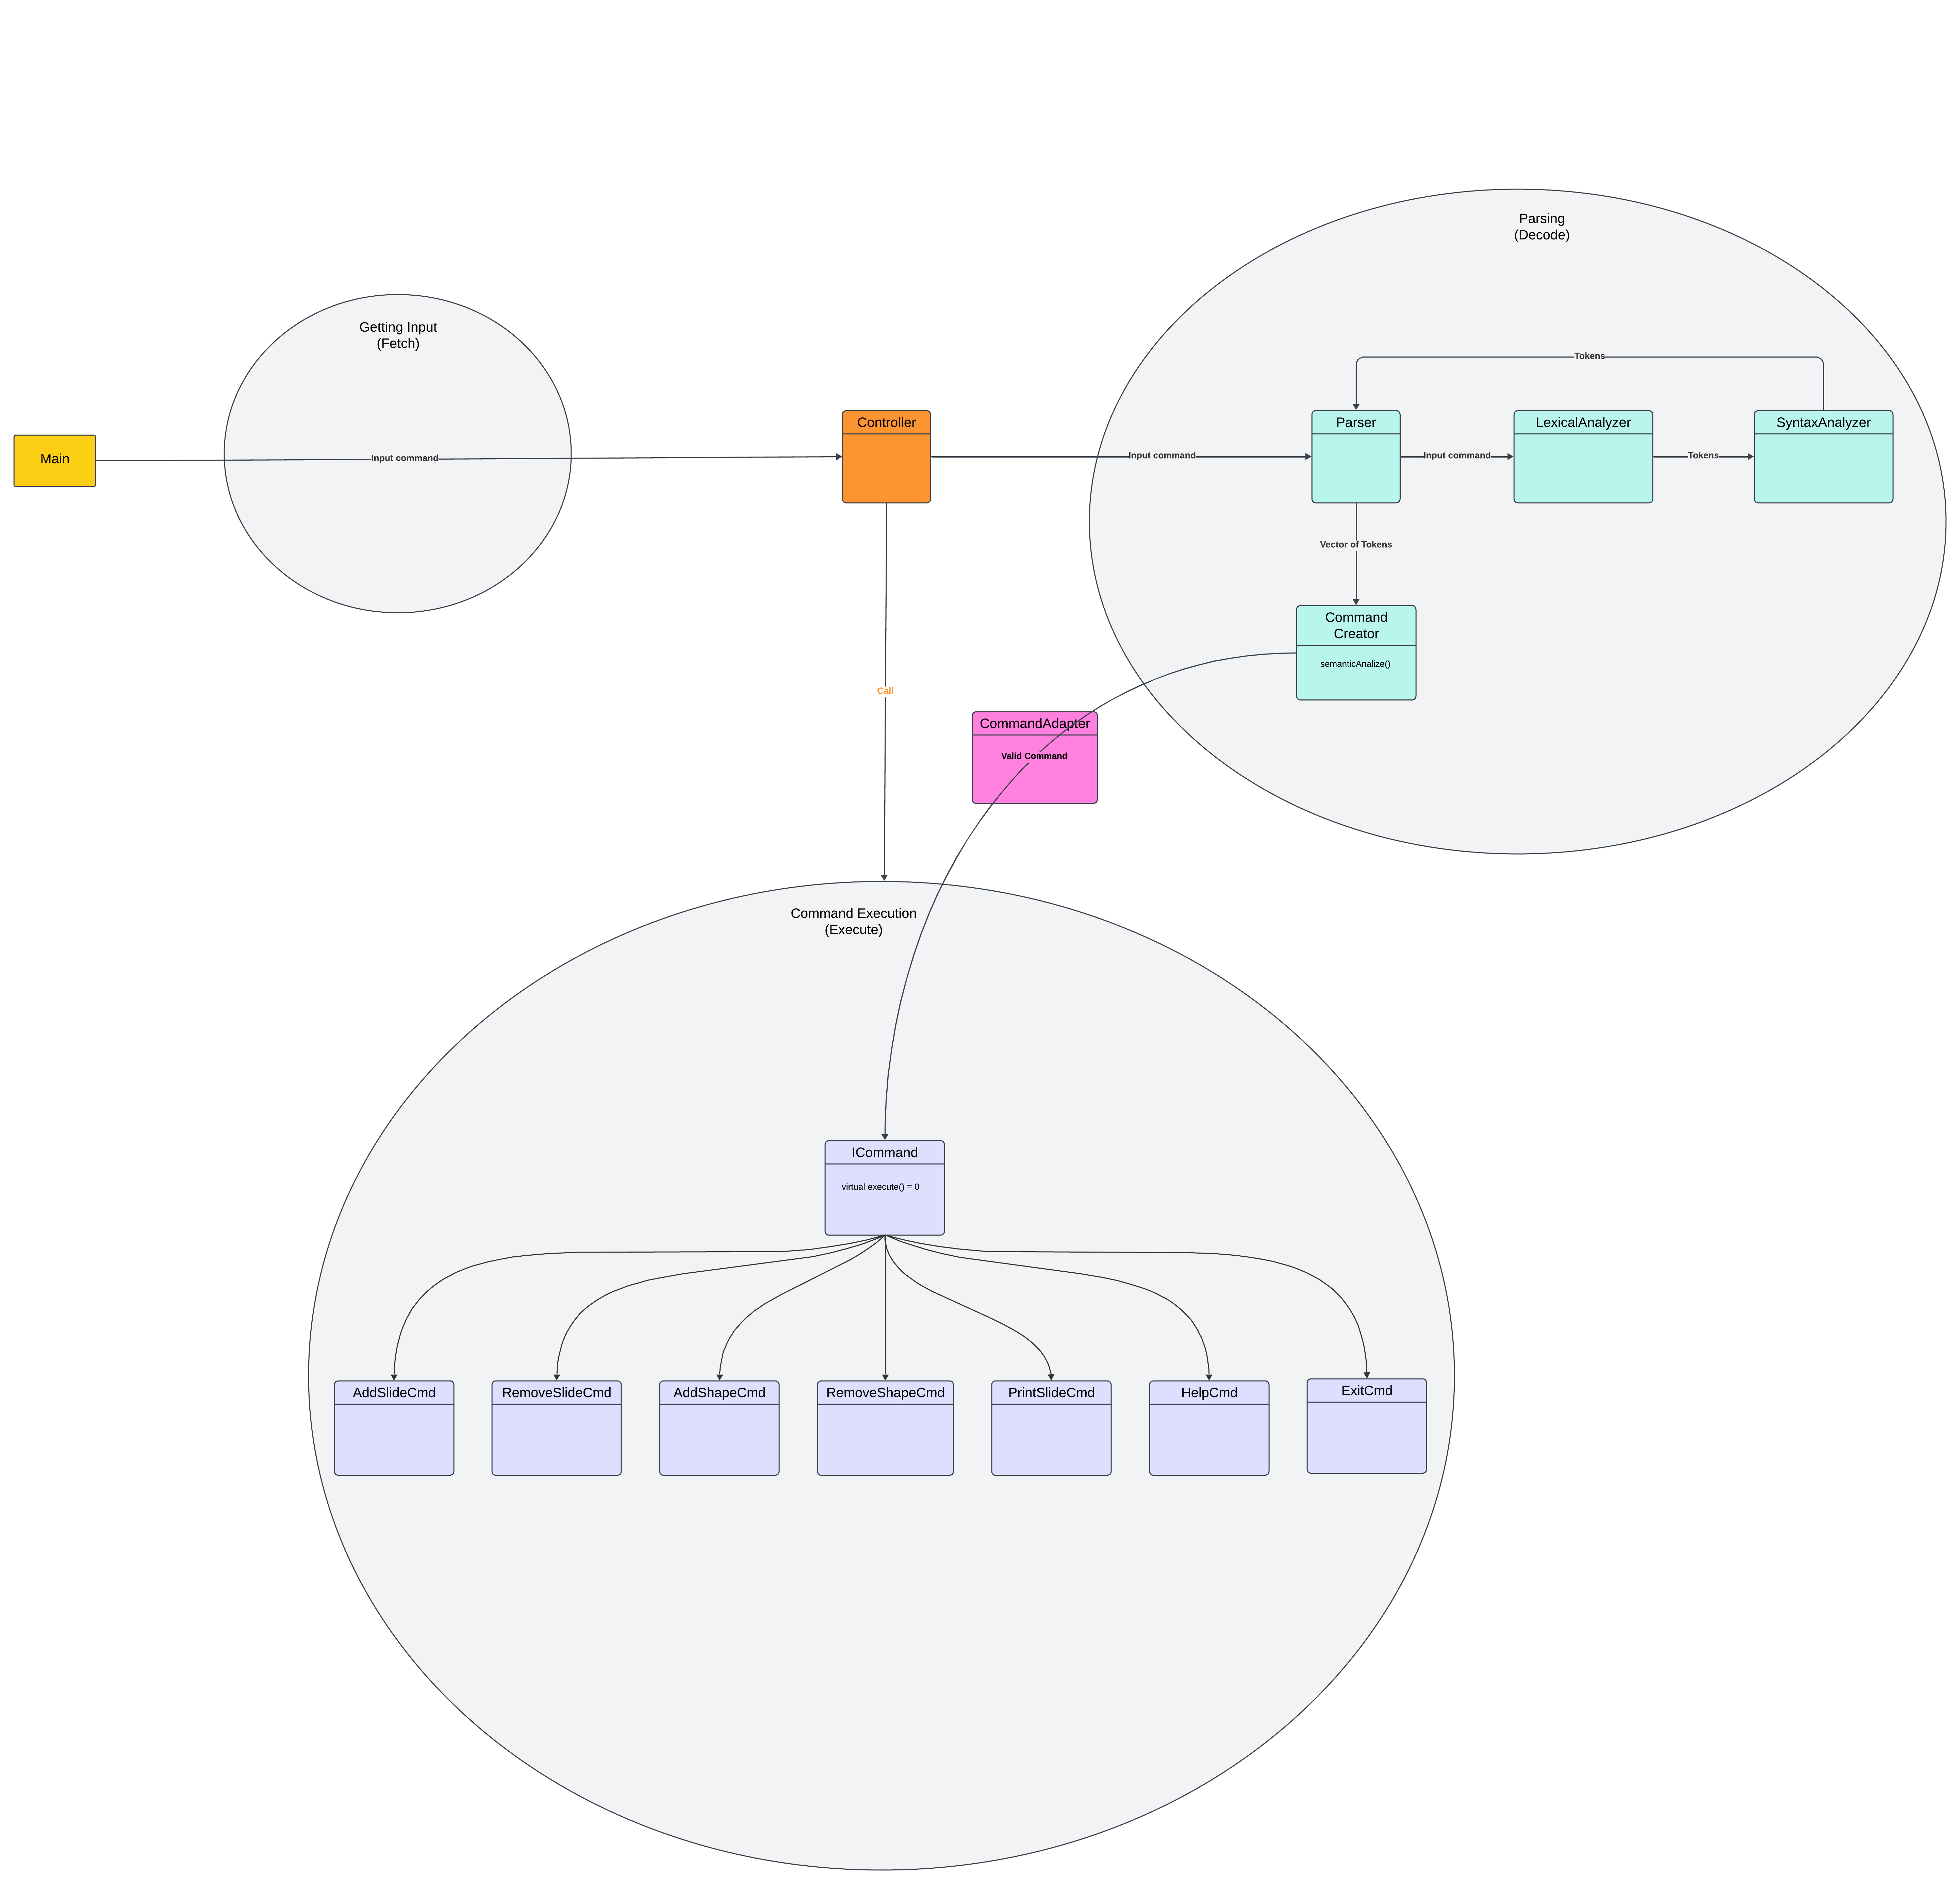 Parsing
(Decode)
Getting Input
(Fetch)
Tokens
Main
Input command
Controller
Input command
Parser
Input command
LexicalAnalyzer
Tokens
SyntaxAnalyzer
Vector of Tokens
Command
Creator
semanticAnalize()
Call
CommandAdapter
Valid Command
Command Execution
(Execute)
ICommand
virtual execute() = 0
AddSlideCmd
RemoveSlideCmd
AddShapeCmd
RemoveShapeCmd
PrintSlideCmd
HelpCmd
ExitCmd